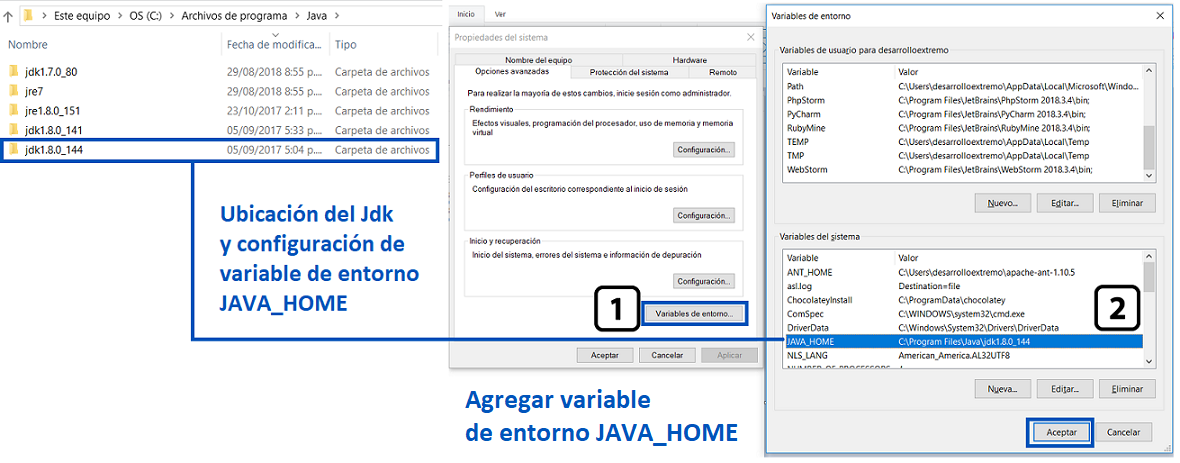 Este equipo > OS (C:) > Archivos de programa > Java >
Nombre Fecha de modifica... Tipo
jdk1.7.0_80 29/08/2018 8:55 p.... Carpeta de archivos
jre7 29/08/2018 8:55 p.... Carpeta de archivos
jre1.8.0_151 23/10/2017 2:11 p.... Carpeta de archivos
jdk1.8.0_141 05/09/2017 5:33 p.... Carpeta de archivos
jdk1.8.0_144 05/09/2017 5:04 p.... Carpeta de archivos
Ubicación del Jdk
y configuración de
variable de entorno
JAVA_HOME
Inicio Ver
Propiedades del sistema
Nombre del equipo Hardware
Opciones avanzadas Protección del sistema Remoto
Para realizar la mayoría de estos cambios, inicie sesión como administrador.
Rendimiento
Efectos visuales, programación del procesador, uso de memoria y memoria
virtual
Configuración...
Perfiles de usuario
Configuración del escritorio correspondiente al inicio de sesión
Configuración...
Inicio y recuperación
Inicio del sistema, errores del sistema e información de depuración
Configuración...
1
Variables de entorno...
Aceptar Cancelar Aplicar
Agregar variable
de entorno JAVA_HOME
Variables de entorno
Variables de usuario para desarrolloextremo
Variable Valor
Path C:\Users\desarrolloextremo\AppData\Local\Microsoft\Windo...
PhpStorm C:\Program Files\JetBrains\PhpStorm 2018.3.4\bin;
PyCharm C:\Program Files\JetBrains\PyCharm 2018.3.4\bin;
RubyMine C:\Program Files\JetBrains\RubyMine 2018.3.4\bin;
TEMP C:\Users\desarrolloextremo\AppData\Local\Temp
TMP C:\Users\desarrolloextremo\AppData\Local\Temp
WebStorm C:\Program Files\JetBrains\WebStorm 2018.3.4\bin;
Nuevo... Editar... Eliminar
Variables del sistema
Variable Valor
ANT_HOME C:\Users\desarrolloextremo\apache-ant-1.10.5
asl.log Destination=file
ChocolateyInstall C:\ProgramData\chocolatey
ComSpec C:\WINDOWS\system32\cmd.exe
DriverData C:\Windows\System32\Drivers\DriverData
JAVA_HOME C:\Program Files\Java\jdk1.8.0_144
NLS_LANG American_America.AL32UTF8
2
Nueva... Editar... Eliminar
Aceptar Cancelar